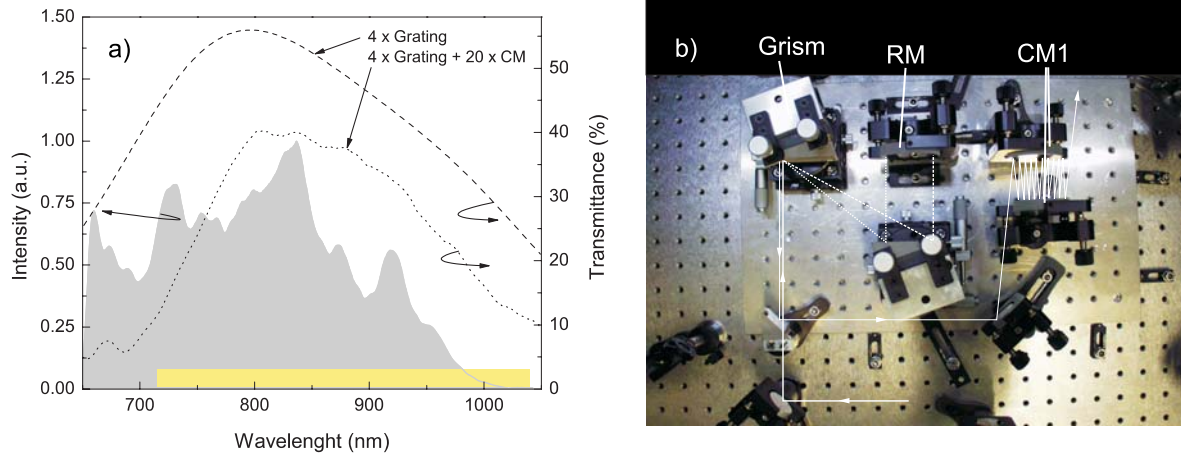 a)
4 x Grating
4 x Grating + 20 x CM
Intensity (a.u.)
1.50
1.25
1.00
0.75
0.50
0.25
0.00
700
800
900
1000
Wavelenght (nm)
50
40
30
20
10
0
Transmittance (%)
b)
Grism
RM
CM1